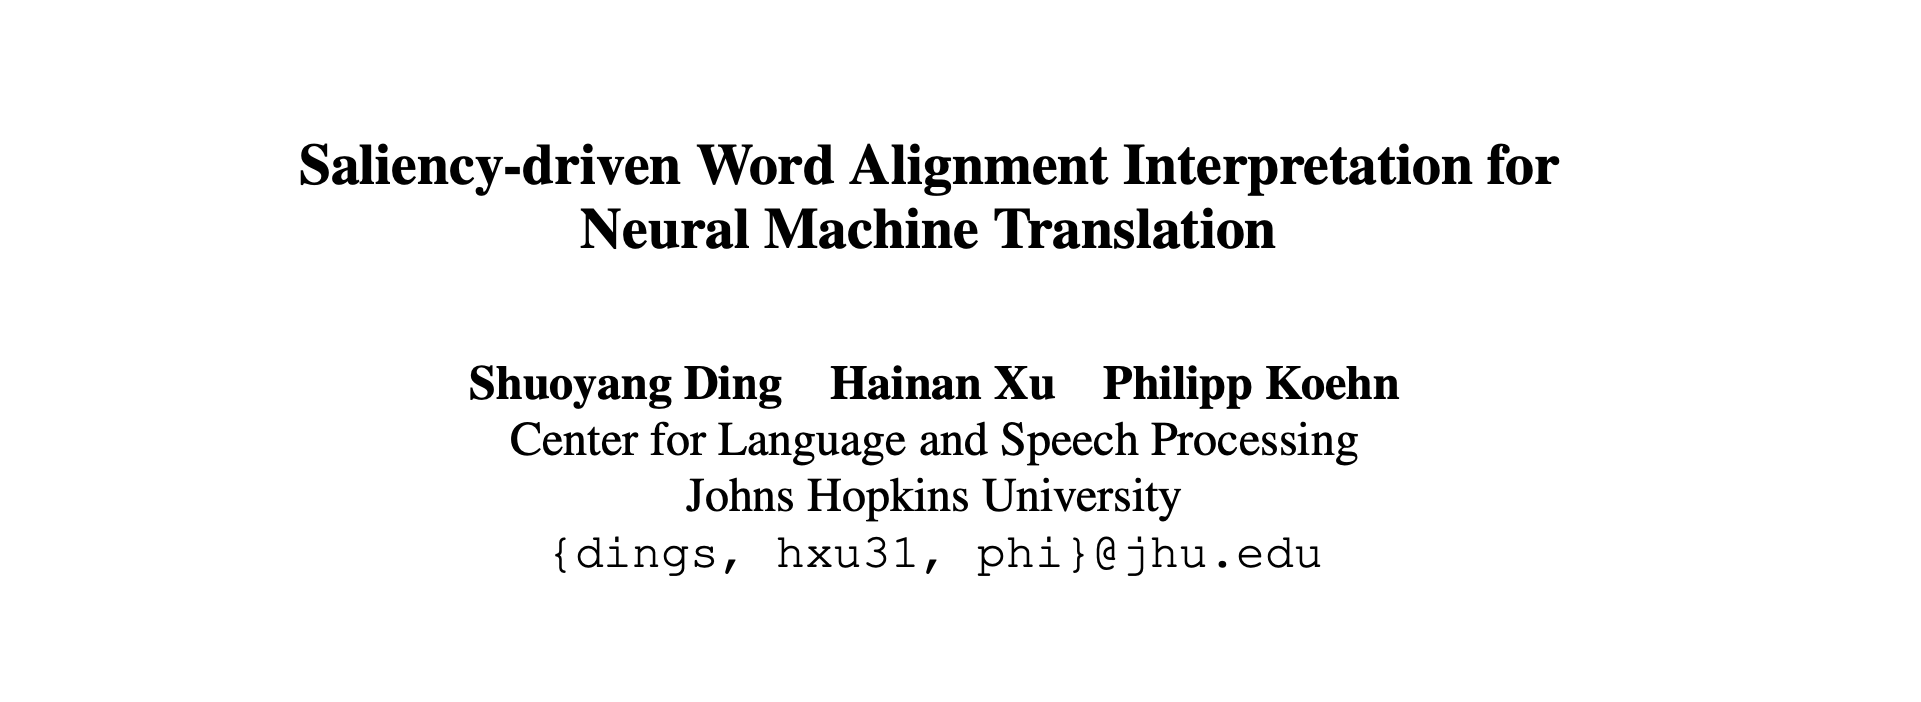 Saliency-driven Word Alignment Interpretation for
Neural Machine Translation
Shuoyang Ding Hainan Xu Philipp Koehn
Center for Language and Speech Processing
Johns Hopkins University
{dings, hxu31, phi}@jhu.edu